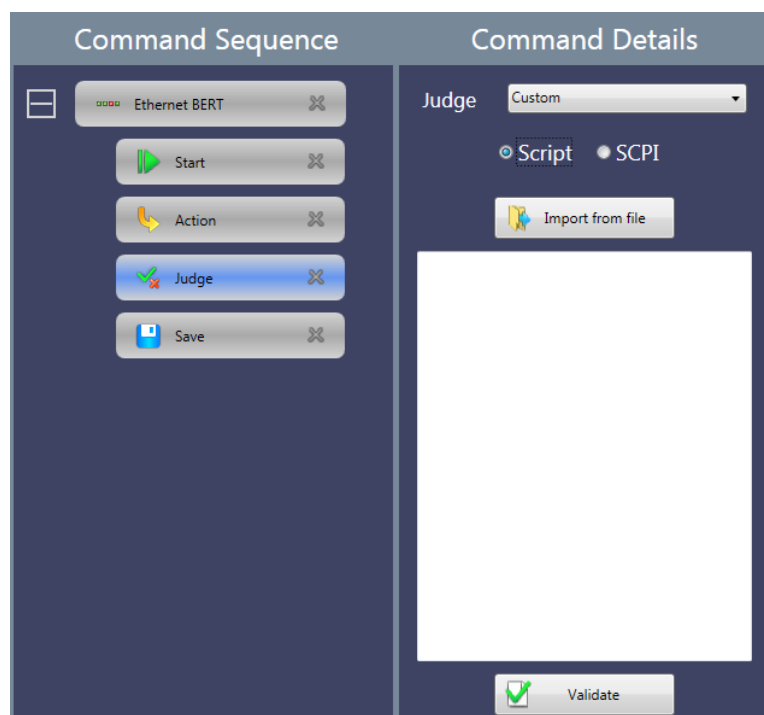 Command Sequence
Ethernet BERT
Start
Action
Judge
Save
Command Details
Judge Custom
Script SCPI
Import from file
Validate